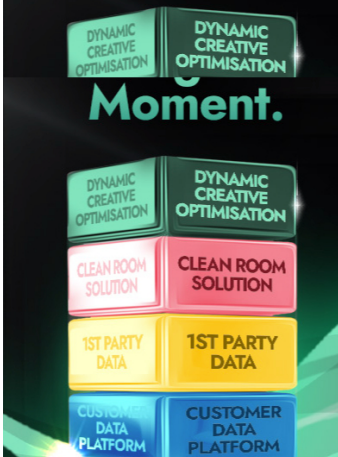 DYNAMIC
CREATIVE
OPTIMISATION
DYNAMIC
CREATIVE
OPTIMISATION
Moment.
DYNAMIC
CREATIVE
OPTIMISATION
DYNAMIC
CREATIVE
OPTIMISATION
CLEAN ROOM
SOLUTION
CLEAN ROOM
SOLUTION
1ST PARTY
DATA
1ST PARTY
DATA
CUSTOMER
DATA
PLATFORM
CUSTOMER
DATA
PLATFORM